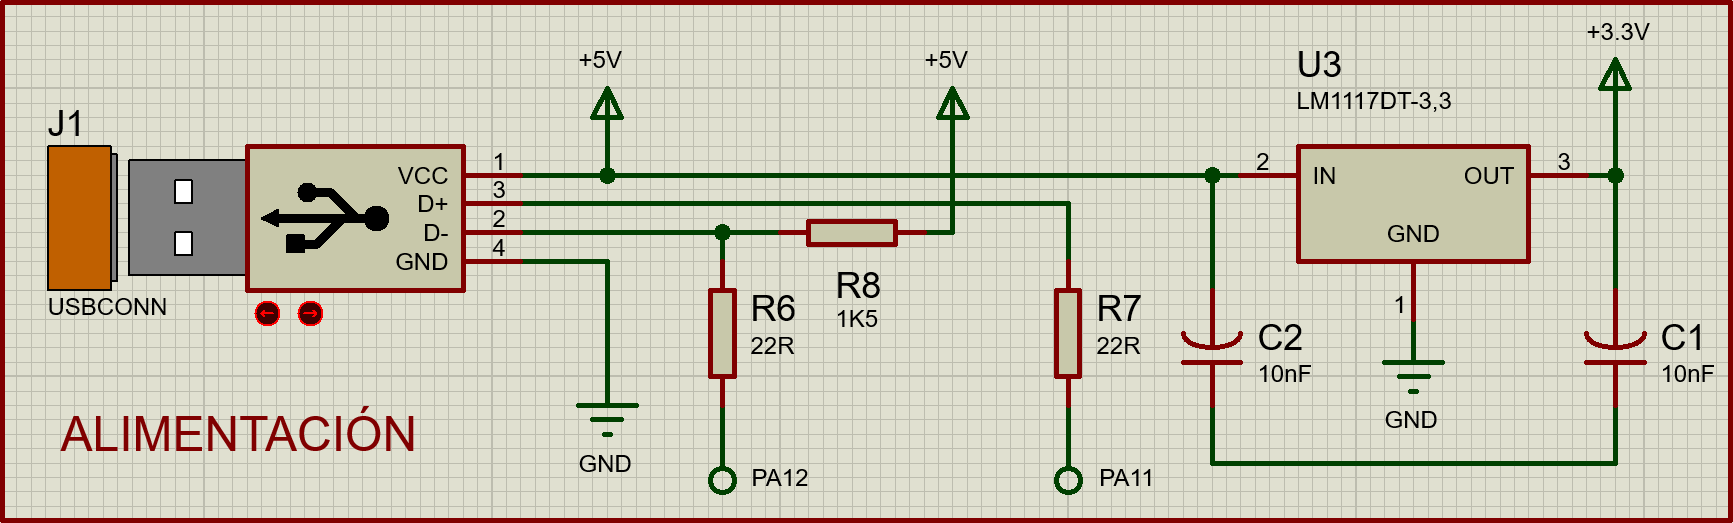 +5V
+5V
+3.3V
U3
LM1117DT-3,3
J1
VCC 1
D+ 3
D- 2
GND 4
2 IN OUT 3
GND
1
GND
USBCONN
R8
1K5
R6
22R
R7
22R
C2
10nF
C1
10nF
ALIMENTACIÓN
GND
PA12
PA11